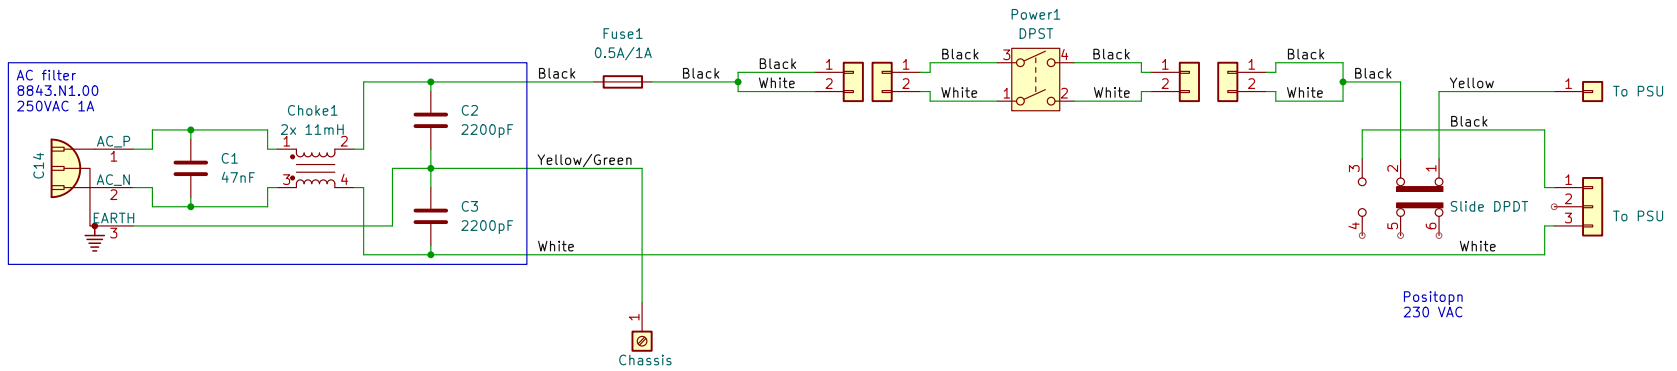 AC filter
8843.N1.00
250VAC 1A
C14
AC_P
1
AC_N
2
EARTH
3
C1
47nF
Choke1
2x 11mH
1
2
3
4
C2
2200pF
C3
2200pF
Black
Yellow/Green
White
1
Chassis
Fuse1
0.5A/1A
Black
Black
1
White
2
1
2
Black
White
Power1
DPST
3
4
1
2
Black
White
1
2
1
2
Black
White
Black
Yellow
1
To PSU
Black
3
2
1
4
5
6
Slide DPDT
White
1
2
3
To PSU
Positopn
230 VAC